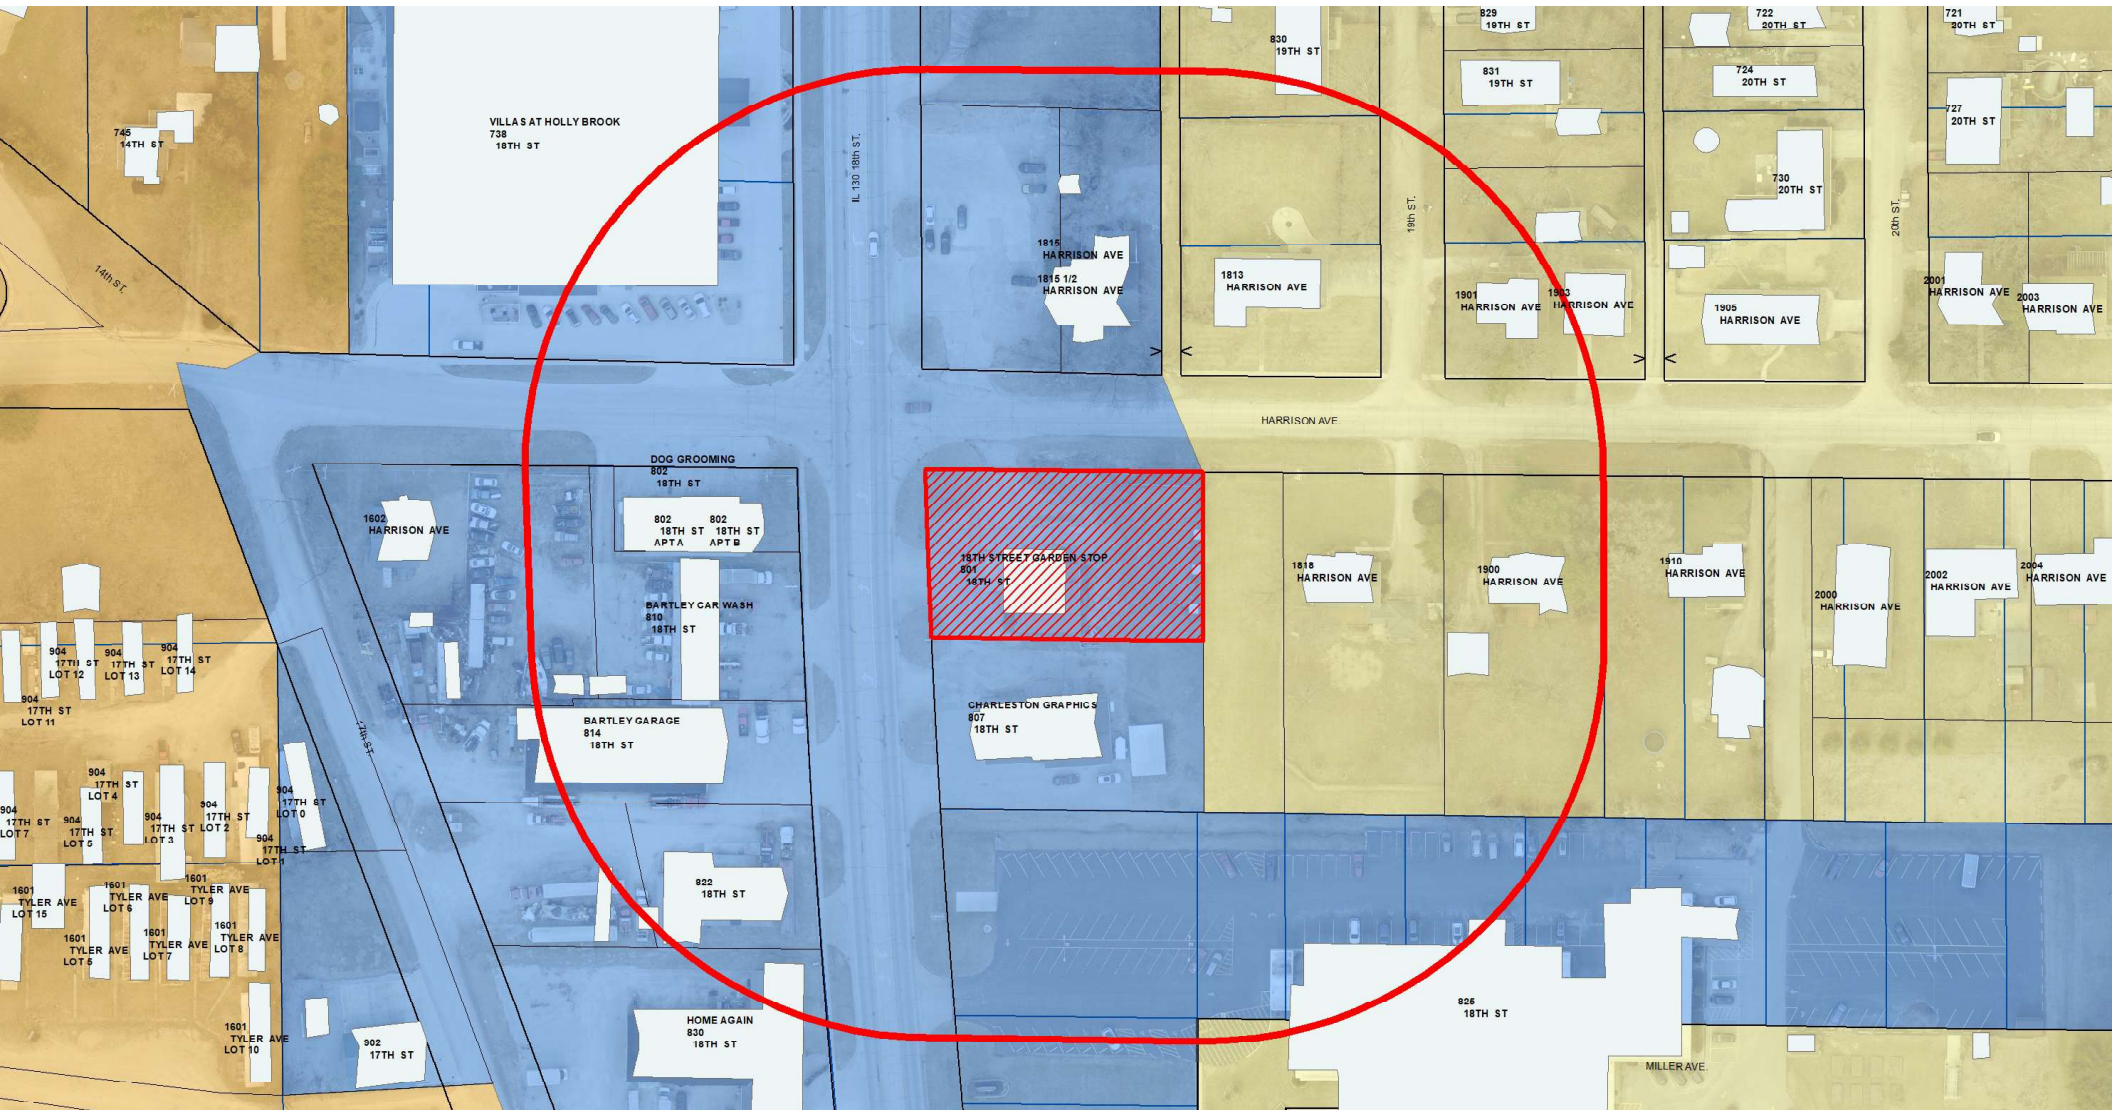 829
19TH ST
722
20TH ST
721
20TH ST
830
19TH ST
831
19TH ST
724
20TH ST
727
20TH ST
VILLAS AT HOLLY BROOK
738
18TH ST
745
14TH ST
IL 130 18th ST.
730
20TH ST
19th ST.
20th ST.
1815
HARRISON AVE
1815 1/2
HARRISON AVE
1813
HARRISON AVE
1901
HARRISON AVE
1903
HARRISON AVE
1905
HARRISON AVE
2001
HARRISON AVE
2003
HARRISON AVE
14th ST.
HARRISON AVE
DOG GROOMING
802
18TH ST
802
18TH ST
APT A
802
18TH ST
APT B
1602
HARRISON AVE
18TH STREET GARDEN STOP
801
18TH ST
1818
HARRISON AVE
1900
HARRISON AVE
1910
HARRISON AVE
2000
HARRISON AVE
2002
HARRISON AVE
2004
HARRISON AVE
BARTLEY CAR WASH
810
18TH ST
904
17TH ST
LOT 12
904
17TH ST
LOT 13
904
17TH ST
LOT 14
904
17TH ST
LOT 11
CHARLESTON GRAPHICS
807
18TH ST
BARTLEY GARAGE
814
18TH ST
17th ST.
904
17TH ST
LOT 4
904
17TH ST
LOT 0
904
17TH ST
LOT 7
904
17TH ST
LOT 5
904
17TH ST
LOT 3
904
17TH ST
LOT 2
904
17TH ST
LOT 1
822
18TH ST
1601
TYLER AVE
LOT 15
1601
TYLER AVE
LOT 6
1601
TYLER AVE
LOT 9
1601
TYLER AVE
LOT 5
1601
TYLER AVE
LOT 7
1601
TYLER AVE
LOT 8
825
18TH ST
HOME AGAIN
830
18TH ST
1601
TYLER AVE
LOT 10
902
17TH ST
MILLER AVE.